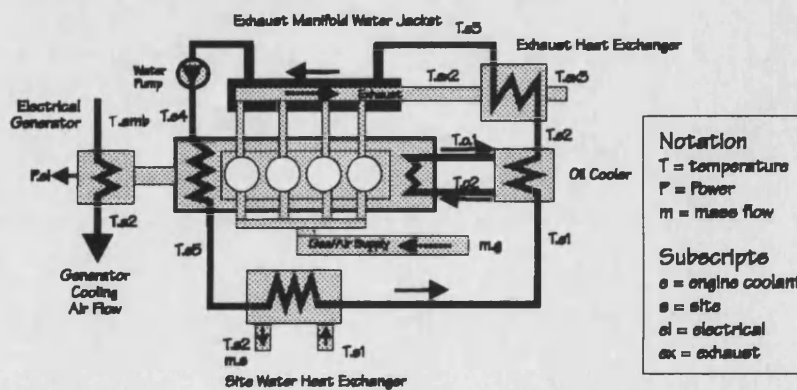 Exhaust Manifold Water Jacket
T.e3
Exhaust Heat Exchanger
Water
Pump
T.ex2
T.ex3
Exhaust
Electrical
Generator
T.amb
T.e4
T.e2
T.o1
T.o2
Oil Cooler
P.el
T.a2
T.e5
T.e1
Gas/Air Supply
m.g
Generator
Cooling
Air Flow
T.s2
m.s
T.s1
Site Water Heat Exchanger
Notation
T = temperature
P = Power
m = mass flow
Subscripts
e = engine coolant
s = site
el = electrical
ex = exhaust